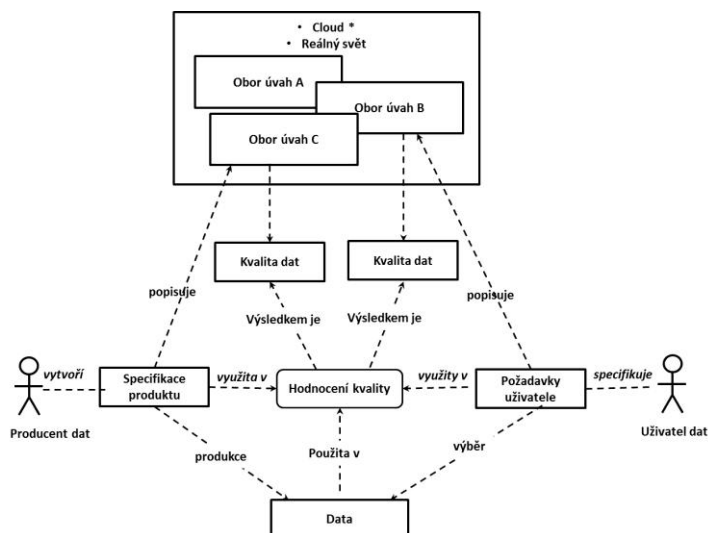 • Cloud *
• Reálný svět
Obor úvah A
Obor úvah B
Obor úvah C
Kvalita dat
Kvalita dat
popisuje
popisuje
Výsledkem je
Výsledkem je
vytvoří
Specifikace
produktu
využita v
Hodnocení kvality
využity v
Požadavky
uživatele
specifikuje
Producent dat
Uživatel dat
produkce
Použita v
výběr
Data